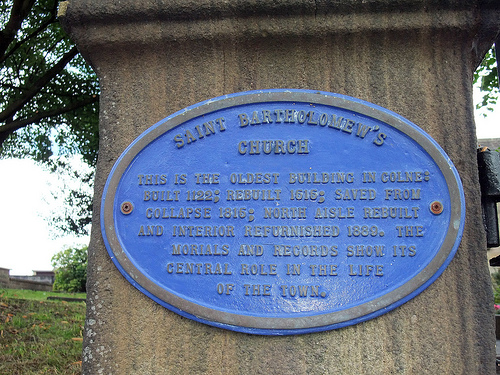 SAINT BARTHOLOMEW'S
CHURCH
THIS IS THE OLDEST BUILDING IN COLNE:
BUILT 1122; REBUILT 1515; SAVED FROM
COLLAPSE 1815; NORTH AISLE REBUILT
AND INTERIOR REFURNISHED 1889. THE
MORIALS AND RECORDS SHOW ITS
CENTRAL ROLE IN THE LIFE
OF THE TOWN.